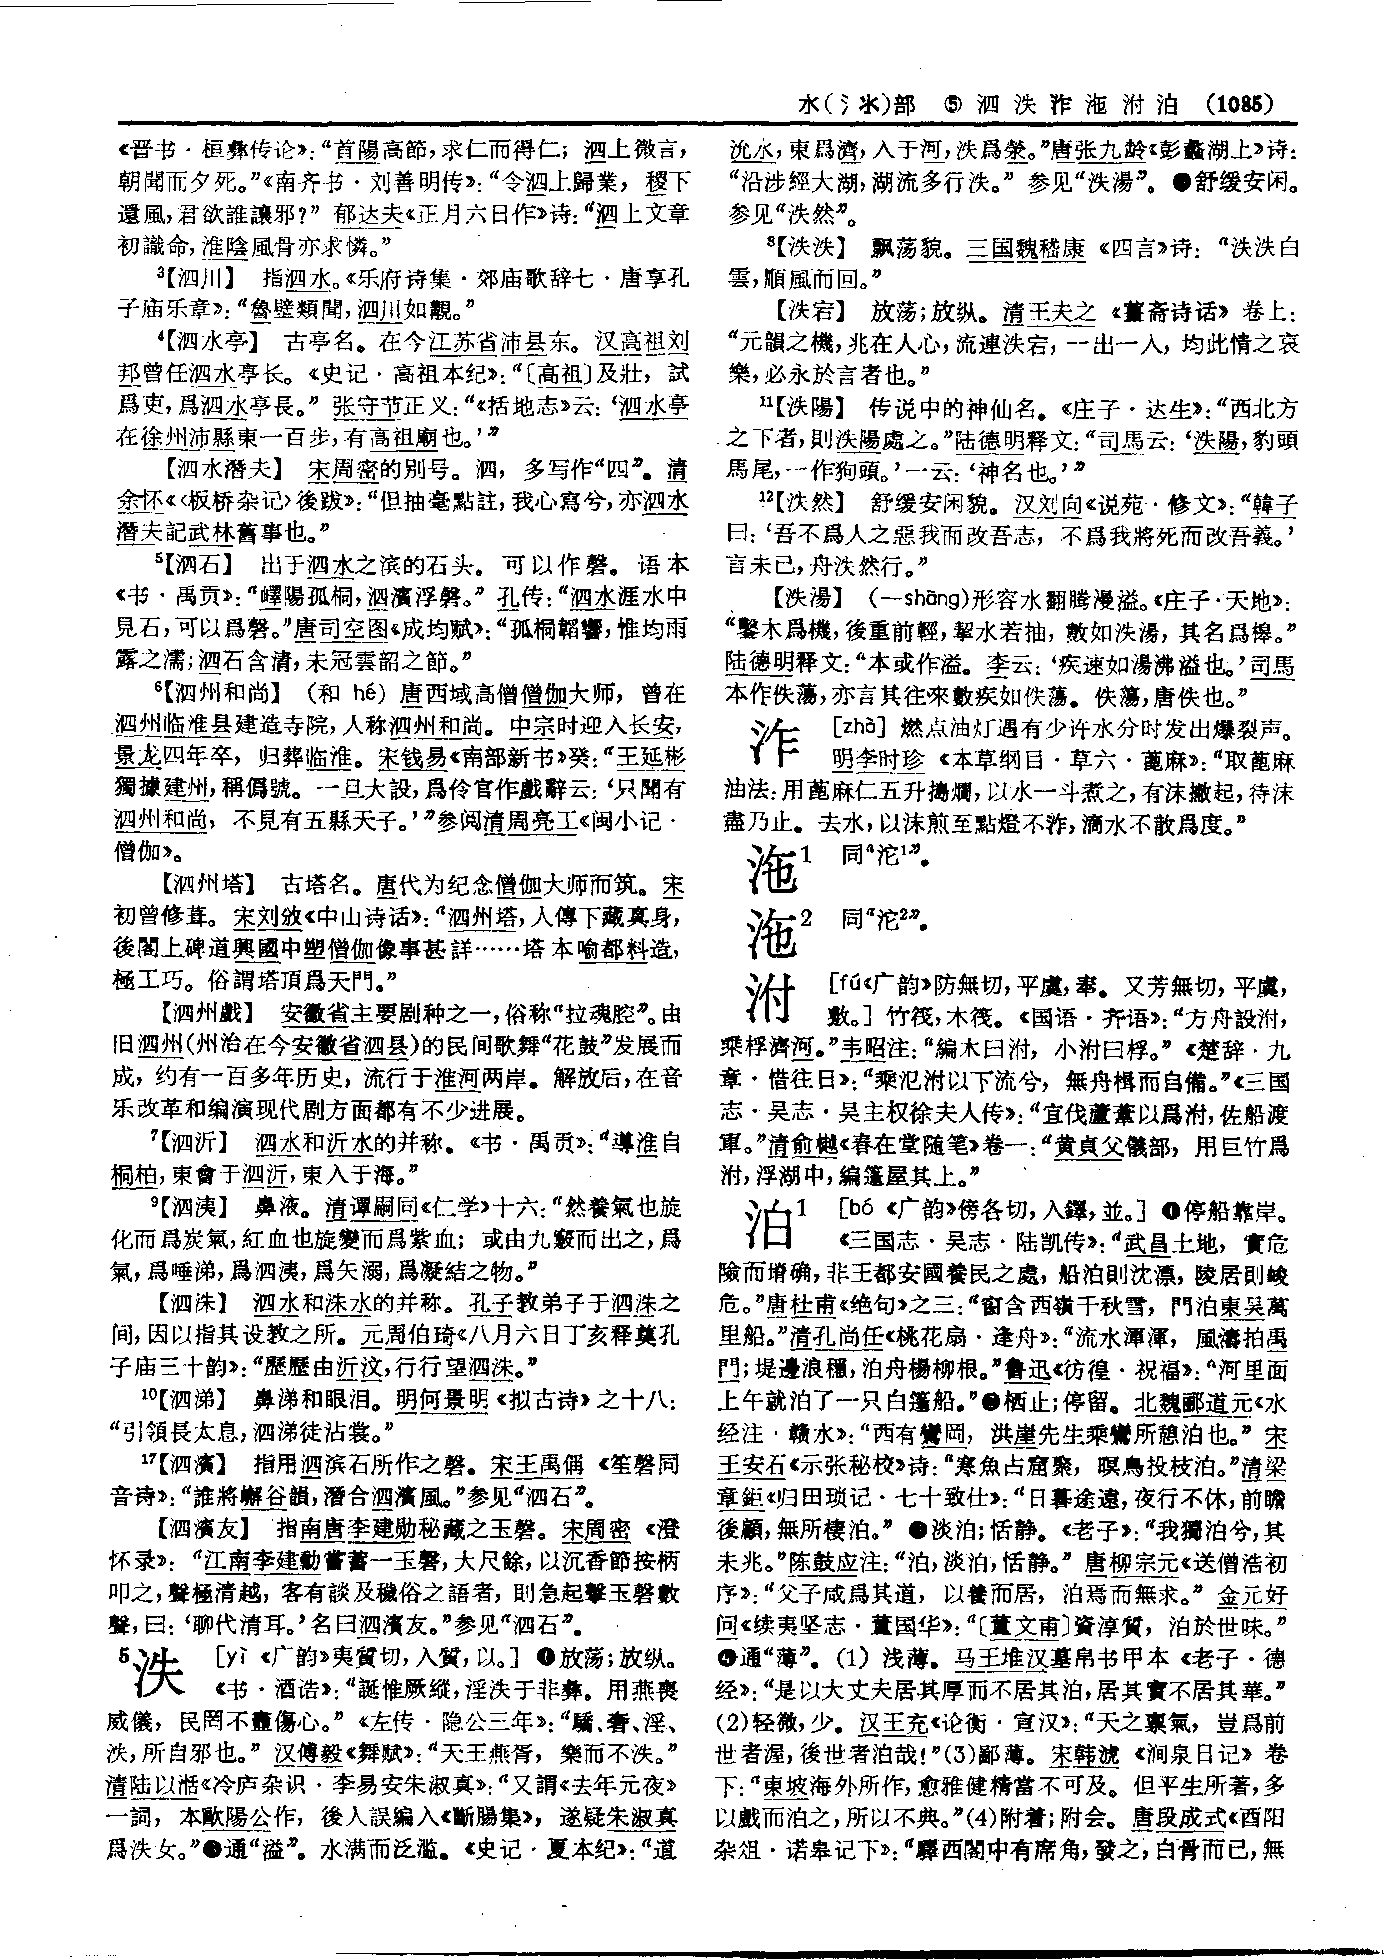 水(氵氺)部 ⑤ 泗泆泎沲泭泊 (1085)
《晋书·桓彝传论》：“首陽高節，求仁而得仁；泗上微言，
朝聞而夕死。”《南齐书·刘善明传》：“令泗上歸業，稷下
還風，君欲誰讓邪？” 郁达夫《正月六日作》诗：“泗上文章
初識命，淮陰風骨亦求憐。”
³【泗川】 指泗水。《乐府诗集·郊庙歌辞七·唐享孔
子庙乐章》：“魯壁類聞，泗川如覩。”
⁴【泗水亭】 古亭名。在今江苏省沛县东。汉高祖刘
邦曾任泗水亭长。《史记·高祖本纪》：“〔高祖〕及壯，試
爲吏，爲泗水亭長。” 张守节正义：“《括地志》云：‘泗水亭
在徐州沛縣東一百步，有高祖廟也。’”
【泗水潛夫】 宋周密的别号。泗，多写作“四”。清
余怀《〈板桥杂记〉後跋》：“但抽毫點註，我心寫兮，亦泗水
潛夫記武林舊事也。”
⁵【泗石】 出于泗水之滨的石头。可以作磬。语本
《书·禹贡》：“嶧陽孤桐，泗濱浮磬。” 孔传：“泗水涯水中
見石，可以爲磬。”唐司空图《成均赋》：“孤桐韜響，惟均雨
露之濡；泗石含清，未冠雲韶之節。”
⁶【泗州和尚】 (和 hé) 唐西域高僧僧伽大师，曾在
泗州临淮县建造寺院，人称泗州和尚。中宗时迎入长安，
景龙四年卒，归葬临淮。宋钱易《南部新书》癸：“王延彬
獨據建州，稱僞號。一旦大設，爲伶官作戲辭云：‘只聞有
泗州和尚，不見有五縣天子。’”参阅清周亮工《闽小记·
僧伽》。
【泗州塔】 古塔名。唐代为纪念僧伽大师而筑。宋
初曾修葺。宋刘攽《中山诗话》：“泗州塔，人傳下藏真身，
後閣上碑道興國中塑僧伽像事甚詳……塔本喻都料造，
極工巧。俗謂塔頂爲天門。”
【泗州戲】 安徽省主要剧种之一，俗称“拉魂腔”。由
旧泗州(州治在今安徽省泗县)的民间歌舞“花鼓”发展而
成，约有一百多年历史，流行于淮河两岸。解放后，在音
乐改革和编演现代剧方面都有不少进展。
⁷【泗沂】 泗水和沂水的并称。《书·禹贡》：“導淮自
桐柏，東會于泗沂，東入于海。”
⁹【泗洟】 鼻液。清谭嗣同《仁学》十六：“然養氣也旋
化而爲炭氣，紅血也旋變而爲紫血；或由九竅而出之，爲
氣，爲唾涕，爲泗洟，爲矢溺，爲凝結之物。”
【泗洙】 泗水和洙水的并称。孔子教弟子于泗洙之
间，因以指其设教之所。元周伯琦《八月六日丁亥释奠孔
子庙三十韵》：“歷歷由沂汶，行行望泗洙。”
¹⁰【泗涕】 鼻涕和眼泪。明何景明《拟古诗》之十八：
“引領長太息，泗涕徒沾裳。”
¹⁷【泗濱】 指用泗滨石所作之磬。宋王禹偁《笙磬同
音诗》：“誰將嶰谷韻，潛合泗濱風。”参见“泗石”。
【泗濱友】 指南唐李建勋秘藏之玉磬。宋周密《澄
怀录》：“江南李建勳嘗蓄一玉磬，大尺餘，以沉香節按柄
叩之，聲極清越，客有談及穢俗之語者，則急起擊玉磬數
聲，曰：‘聊代清耳。’名曰泗濱友。”参见“泗石”。
⁵泆 [yì 《广韵》夷質切，入質，以。] ❶放荡；放纵。
《书·酒诰》：“誕惟厥縱，淫泆于非彝。用燕喪
威儀，民罔不衋傷心。” 《左传·隐公三年》：“驕、奢、淫、
泆，所自邪也。” 汉傅毅《舞赋》：“天王燕胥，樂而不泆。”
清陆以湉《冷庐杂识·李易安朱淑真》：“又謂《去年元夜》
一詞，本歐陽公作，後人誤編入《斷腸集》，遂疑朱淑真
爲泆女。”❷通“溢”。水满而泛滥。《史记·夏本纪》：“道
沇水，東爲濟，入于河，泆爲滎。”唐张九龄《彭蠡湖上》诗：
“沿涉經大湖，湖流多行泆。” 参见“泆湯”。❸舒缓安闲。
参见“泆然”。
⁸【泆泆】 飘荡貌。三国魏嵇康《四言》诗：“泆泆白
雲，順風而回。”
【泆宕】 放荡；放纵。清王夫之《薑斋诗话》卷上：
“元韻之機，兆在人心，流連泆宕，一出一入，均此情之哀
樂，必永於言者也。”
¹¹【泆陽】 传说中的神仙名。《庄子·达生》：“西北方
之下者，則泆陽處之。”陆德明释文：“司馬云：‘泆陽，豹頭
馬尾，一作狗頭。’一云：‘神名也。’”
¹²【泆然】 舒缓安闲貌。汉刘向《说苑·修文》：“韓子
曰：‘吾不爲人之惡我而改吾志，不爲我將死而改吾義。’
言未已，舟泆然行。”
【泆湯】 (—shāng)形容水翻腾漫溢。《庄子·天地》：
“鑿木爲機，後重前輕，挈水若抽，數如泆湯，其名爲槔。”
陆德明释文：“本或作溢。李云：‘疾速如湯沸溢也。’司馬
本作佚蕩，亦言其往來數疾如佚蕩。佚蕩，唐佚也。”
泎 [zhà] 燃点油灯遇有少许水分时发出爆裂声。
明李时珍《本草纲目·草六·蓖麻》：“取蓖麻
油法：用蓖麻仁五升搗爛，以水一斗煮之，有沫撇起，待沫
盡乃止。去水，以沫煎至點燈不泎，滴水不散爲度。”
沲¹ 同“沱¹”。
沲² 同“沱²”。
泭 [fú《广韵》防無切，平虞，奉。又芳無切，平虞，
敷。] 竹筏，木筏。《国语·齐语》：“方舟設泭，
乘桴濟河。”韦昭注：“編木曰泭，小泭曰桴。” 《楚辞·九
章·惜往日》：“乘氾泭以下流兮，無舟楫而自備。”《三国
志·吴志·吴主权徐夫人传》：“宜伐蘆葦以爲泭，佐船渡
軍。”清俞樾《春在堂随笔》卷一：“黄貞父儀部，用巨竹爲
泭，浮湖中，編篷屋其上。”
泊¹ [bó 《广韵》傍各切，入鐸，並。] ❶停船靠岸。
《三国志·吴志·陆凯传》：“武昌土地，實危
險而塉确，非王都安國養民之處，船泊則沈漂，陵居則峻
危。”唐杜甫《绝句》之三：“窗含西嶺千秋雪，門泊東吴萬
里船。”清孔尚任《桃花扇·逢舟》：“流水渾渾，風濤拍禹
門；堤邊浪穩，泊舟楊柳根。”鲁迅《彷徨·祝福》：“河里面
上午就泊了一只白篷船。”❷栖止；停留。北魏郦道元《水
经注·赣水》：“西有鸞岡，洪崖先生乘鸞所憩泊也。” 宋
王安石《示张秘校》诗：“寒魚占窟聚，暝鳥投枝泊。”清梁
章鉅《归田琐记·七十致仕》：“日暮途遠，夜行不休，前瞻
後顧，無所棲泊。” ❸淡泊；恬静。《老子》：“我獨泊兮，其
未兆。”陈鼓应注：“泊，淡泊，恬静。” 唐柳宗元《送僧浩初
序》：“父子咸爲其道，以養而居，泊焉而無求。” 金元好
问《续夷坚志·董国华》：“〔董文甫〕資淳質，泊於世味。”
❹通“薄”。(1) 浅薄。马王堆汉墓帛书甲本《老子·德
经》：“是以大丈夫居其厚而不居其泊，居其實不居其華。”
(2)轻微，少。汉王充《论衡·宣汉》：“天之稟氣，豈爲前
世者渥，後世者泊哉！”(3)鄙薄。宋韩淲《涧泉日记》卷
下：“東坡海外所作，愈雅健精當不可及。但平生所著，多
以戲而泊之，所以不典。”(4)附着；附会。唐段成式《酉阳
杂俎·诺皋记下》：“驛西閣中有席角，發之，白骨而已，無